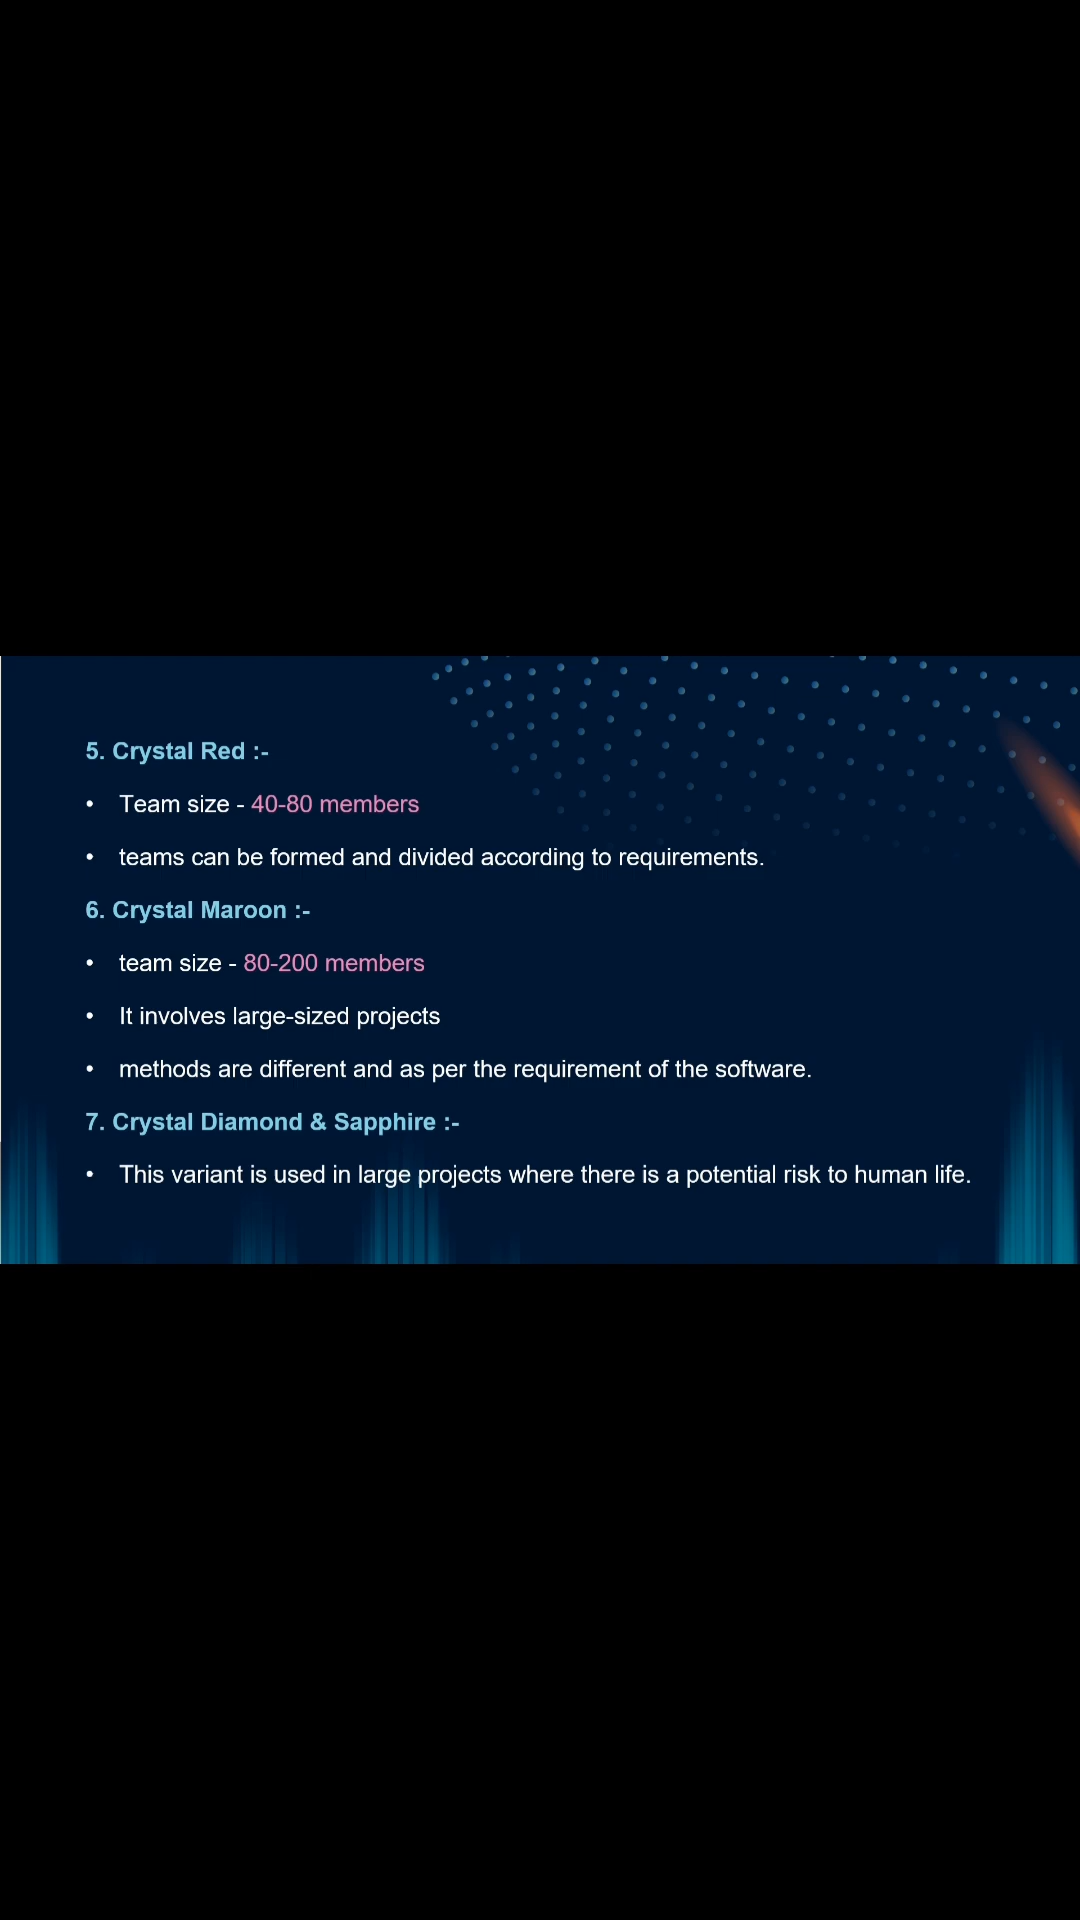 5. Crystal Red :-
• Team size - 40-80 members
• teams can be formed and divided according to requirements.
6. Crystal Maroon :-
• team size - 80-200 members
• It involves large-sized projects
• methods are different and as per the requirement of the software.
7. Crystal Diamond & Sapphire :-
• This variant is used in large projects where there is a potential risk to human life.